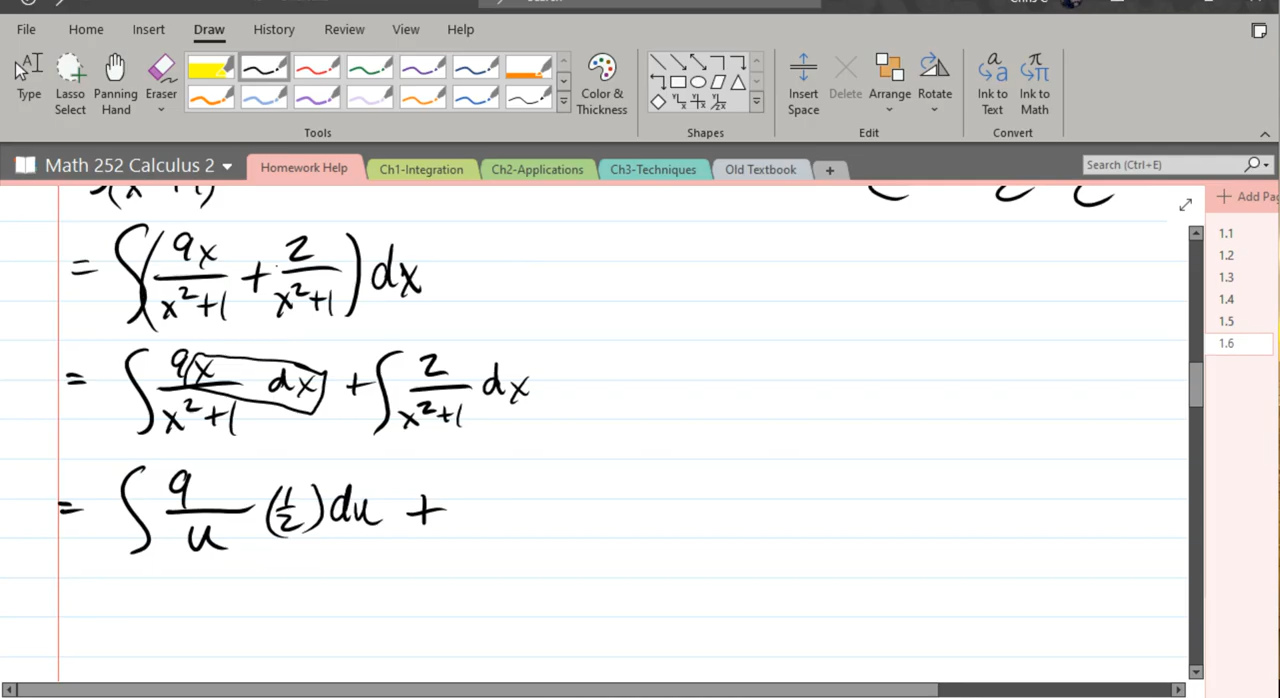 File Home Insert Draw History Review View Help
Type Lasso Select Panning Hand Eraser Color & Thickness Insert Space Delete Arrange Rotate Ink to Text Ink to Math
Tools Shapes Edit Convert
Math 252 Calculus 2 Homework Help Ch1-Integration Ch2-Applications Ch3-Techniques Old Textbook + Search (Ctrl+E)
+ Add Pag
1.1
1.2
1.3
1.4
1.5
1.6
= ∫(9x/(x²+1) + 2/(x²+1)) dx
= ∫ 9x/(x²+1) dx + ∫ 2/(x²+1) dx
= ∫ 9/u (1/2) du +